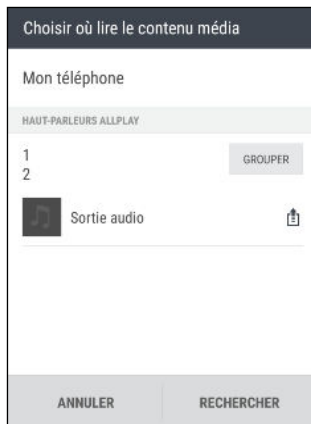 Choisir où lire le contenu média
Mon téléphone
HAUT-PARLEURS ALLPLAY
1
2
GROUPER
Sortie audio
ANNULER
RECHERCHER